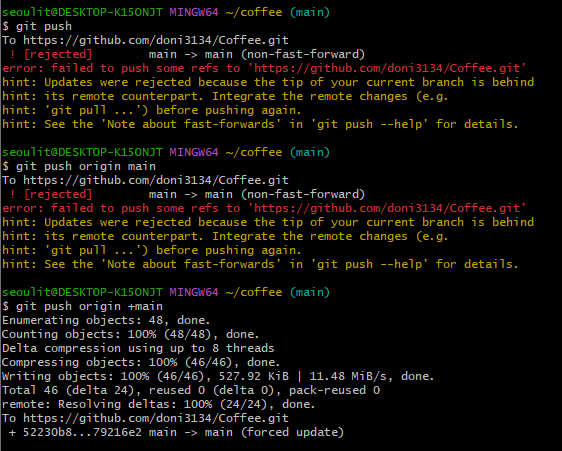 seoulit@DESKTOP-K15ONJT MINGW64 ~/coffee (main)
$ git push
To https://github.com/doni3134/Coffee.git
 ! [rejected]        main -> main (non-fast-forward)
error: failed to push some refs to 'https://github.com/doni3134/Coffee.git'
hint: Updates were rejected because the tip of your current branch is behind
hint: its remote counterpart. Integrate the remote changes (e.g.
hint: 'git pull ...') before pushing again.
hint: See the 'Note about fast-forwards' in 'git push --help' for details.

seoulit@DESKTOP-K15ONJT MINGW64 ~/coffee (main)
$ git push origin main
To https://github.com/doni3134/Coffee.git
 ! [rejected]        main -> main (non-fast-forward)
error: failed to push some refs to 'https://github.com/doni3134/Coffee.git'
hint: Updates were rejected because the tip of your current branch is behind
hint: its remote counterpart. Integrate the remote changes (e.g.
hint: 'git pull ...') before pushing again.
hint: See the 'Note about fast-forwards' in 'git push --help' for details.

seoulit@DESKTOP-K15ONJT MINGW64 ~/coffee (main)
$ git push origin +main
Enumerating objects: 48, done.
Counting objects: 100% (48/48), done.
Delta compression using up to 8 threads
Compressing objects: 100% (46/46), done.
Writing objects: 100% (46/46), 527.92 KiB | 11.48 MiB/s, done.
Total 46 (delta 24), reused 0 (delta 0), pack-reused 0
remote: Resolving deltas: 100% (24/24), done.
To https://github.com/doni3134/Coffee.git
 + 52230b8...79216e2 main -> main (forced update)